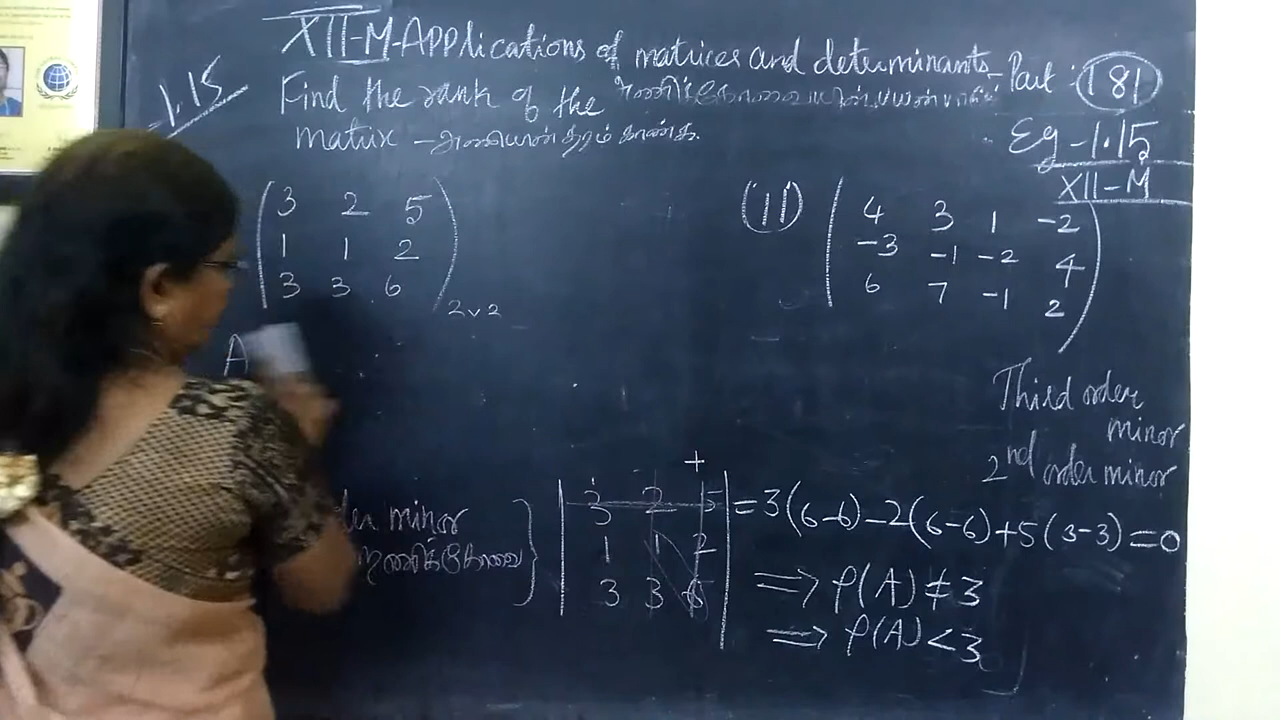 XII-M-Applications of matrices and determinants-Part: 181
1.15
Find the rank of the
matrix - அணியின் தரம் காண்க.
Eg-1.15
XII-M
3 2 5
1 1 2
3 3 6
2×2
(ii)
4 3 1 -2
-3 -1 -2 4
6 7 -1 2
A
Third order
minor
2nd order minor
+
minor
3 2 5
1 1 2
3 3 6
= 3(6-6)-2(6-6)+5(3-3)=0
⟹ ρ(A) ≠ 3
⟹ ρ(A) < 3